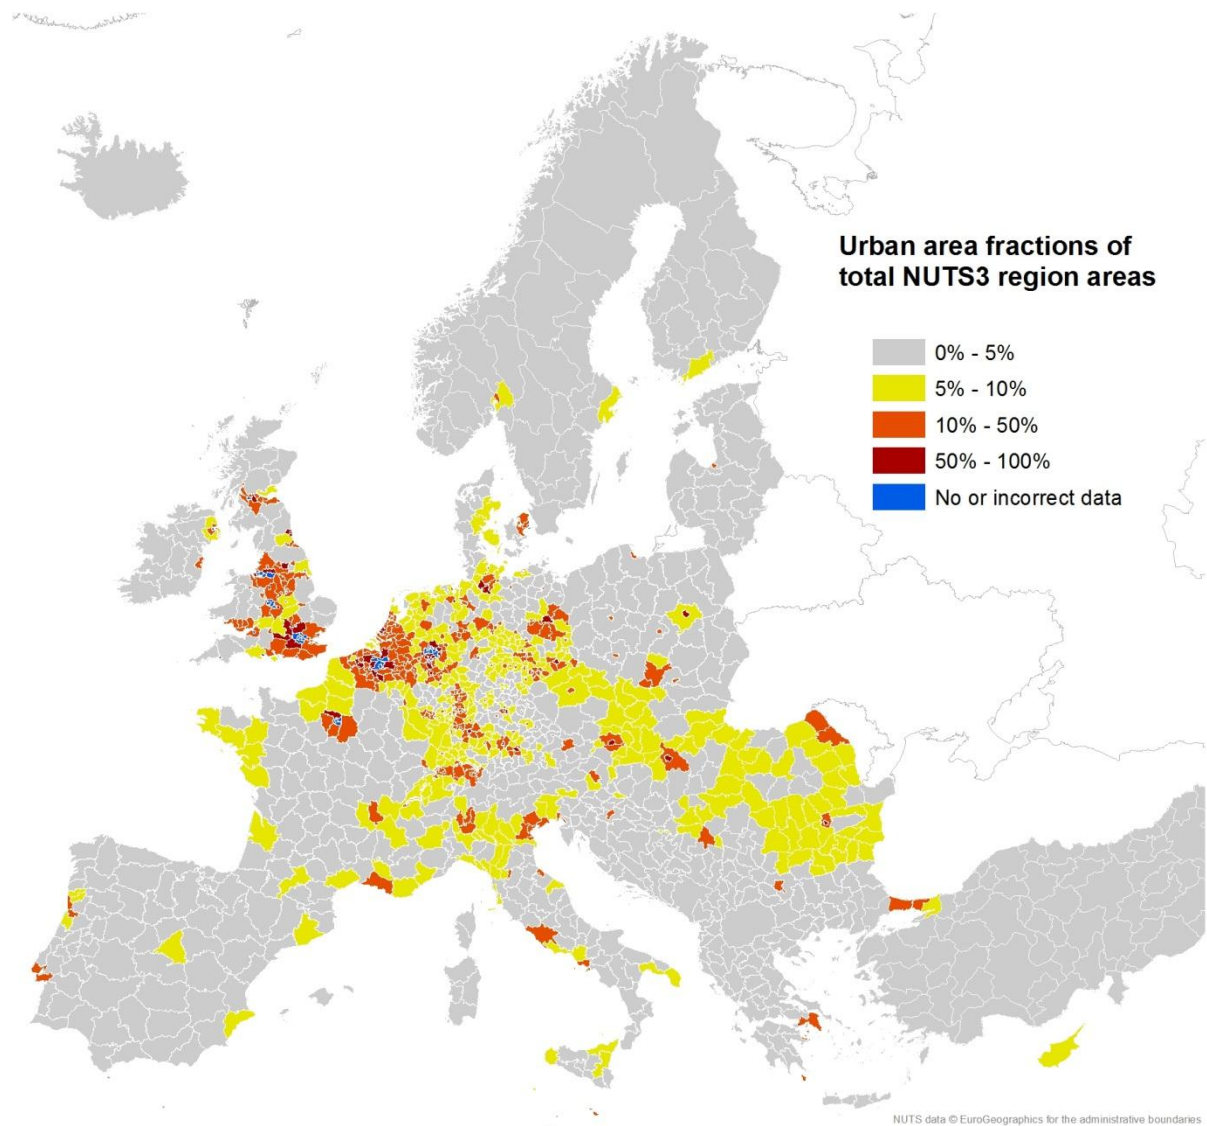 Urban area fractions of
total NUTS3 region areas
0% - 5%
5% - 10%
10% - 50%
50% - 100%
No or incorrect data
NUTS data © EuroGeographics for the administrative boundaries